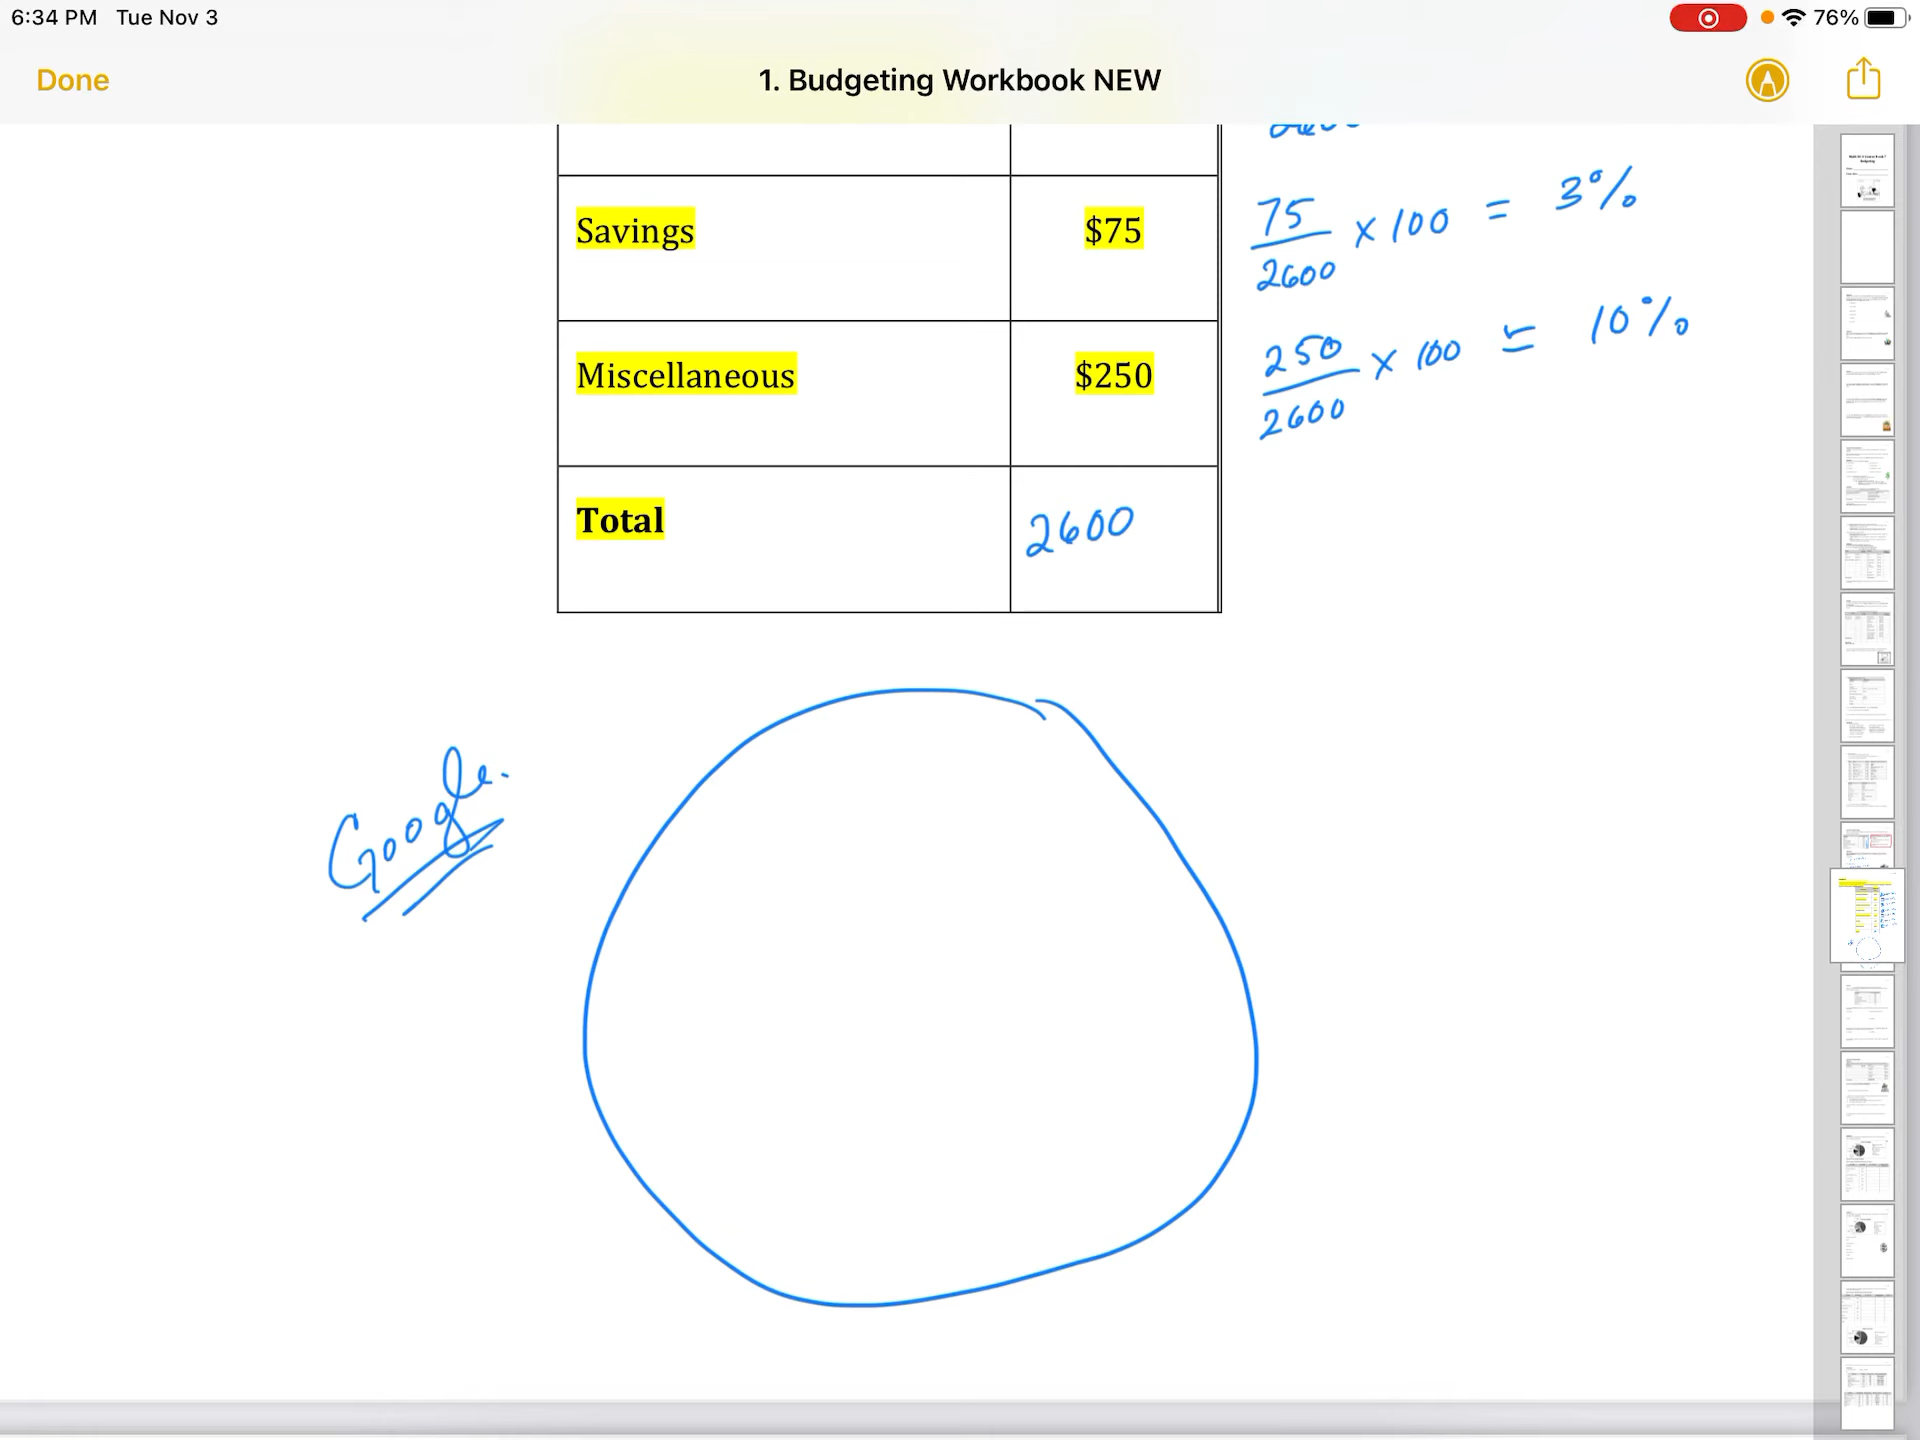 6:34 PM Tue Nov 3
76%
Done
1. Budgeting Workbook NEW
Savings $75
75/2600 × 100 = 3%
Miscellaneous $250
250/2600 × 100 = 10%
Total 2600
Google.